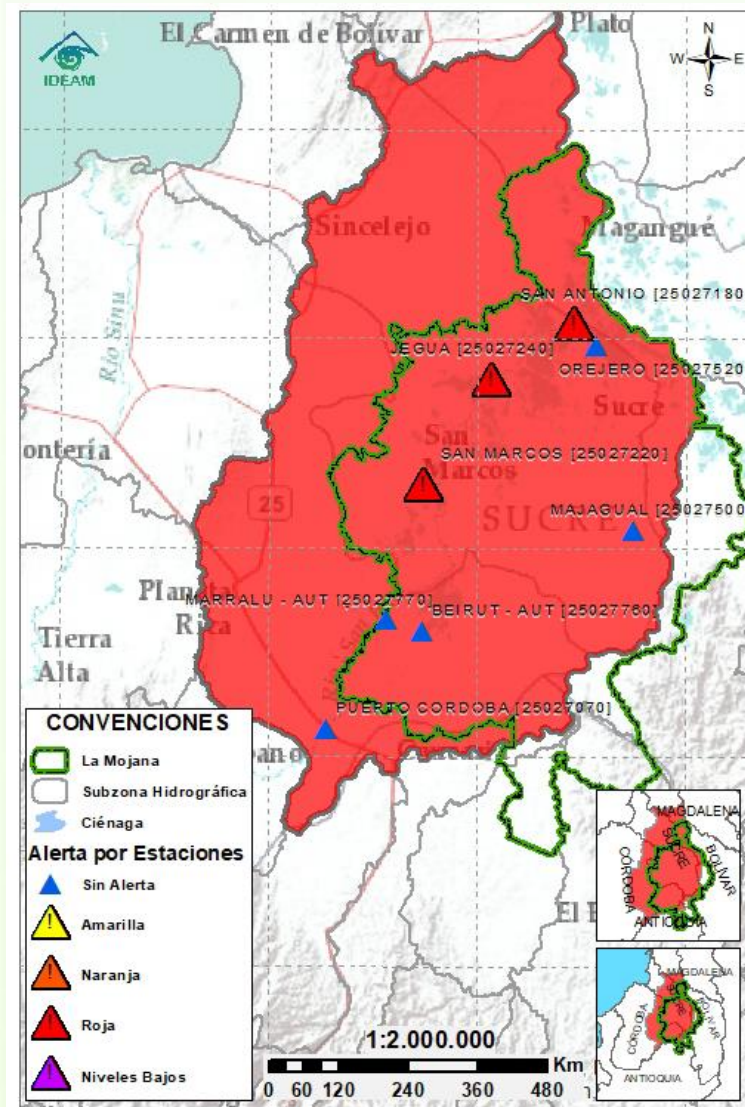 El Carmen de Bolívar
Plato
N
W E
S
IDEAM
Sincelejo
Magangué
Río Sinú
SAN ANTONIO [25027180
JEGUA [25027240]
OREJERO [25027520
Sucre
ontería
San
Marcos
SAN MARCOS [25027220]
25
MAJAGUAL [25027500
SUCRE
Planeta
Rica
MARRALU - AUT [25027770]
BEIRUT - AUT [25027760]
Tierra
Alta
PUERTO CORDOBA [25027070]
CONVENCIONES
La Mojana
Subzona Hidrográfica
Ciénaga
Alerta por Estaciones
Sin Alerta
Amarilla
Naranja
Roja
Niveles Bajos
El B
1:2.000.000
Km
0 60 120 240 360 480
MAGDALENA
SUCRE
CORDOBA
BOLIVAR
ANTIOQUIA
MAGDALENA
CORDOBA
BOLIVAR
ANTIOQUIA